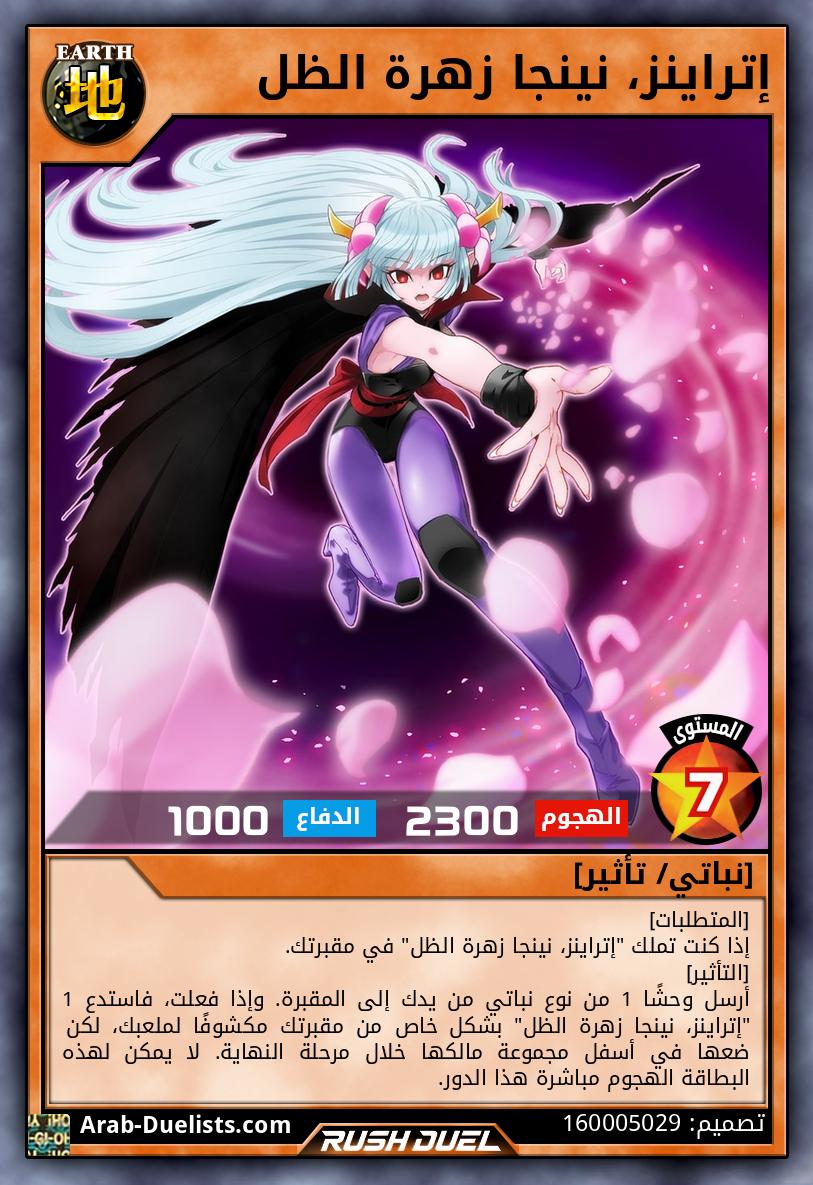 EARTH
地
إتراينز، نينجا زهرة الظل
المستوى
7
الهجوم 2300 الدفاع 1000
[نباتي/ تأثير]
[المتطلبات]
إذا كنت تملك "إتراينز، نينجا زهرة الظل" في مقبرتك.
[التأثير]
أرسل وحشًا 1 من نوع نباتي من يدك إلى المقبرة. وإذا فعلت، فاستدع 1
"إتراينز، نينجا زهرة الظل" بشكل خاص من مقبرتك مكشوفًا لملعبك، لكن
ضعها في أسفل مجموعة مالكها خلال مرحلة النهاية. لا يمكن لهذه
البطاقة الهجوم مباشرة هذا الدور.
تصميم: 160005029
RUSH DUEL
Arab-Duelists.com